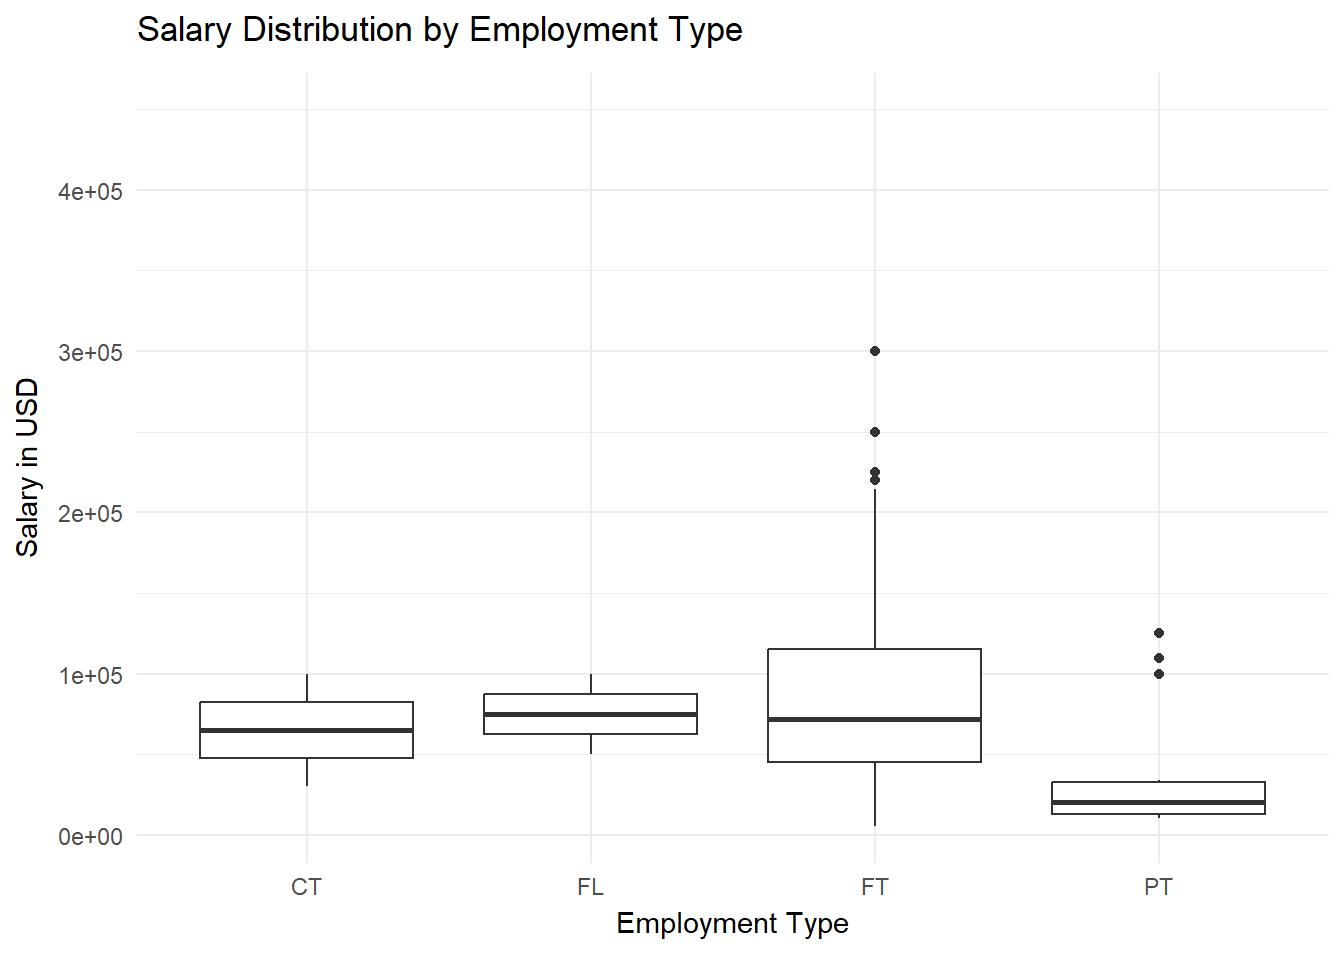 Salary Distribution by Employment Type
Salary in USD
4e+05
3e+05
2e+05
1e+05
0e+00
CT FL FT PT
Employment Type